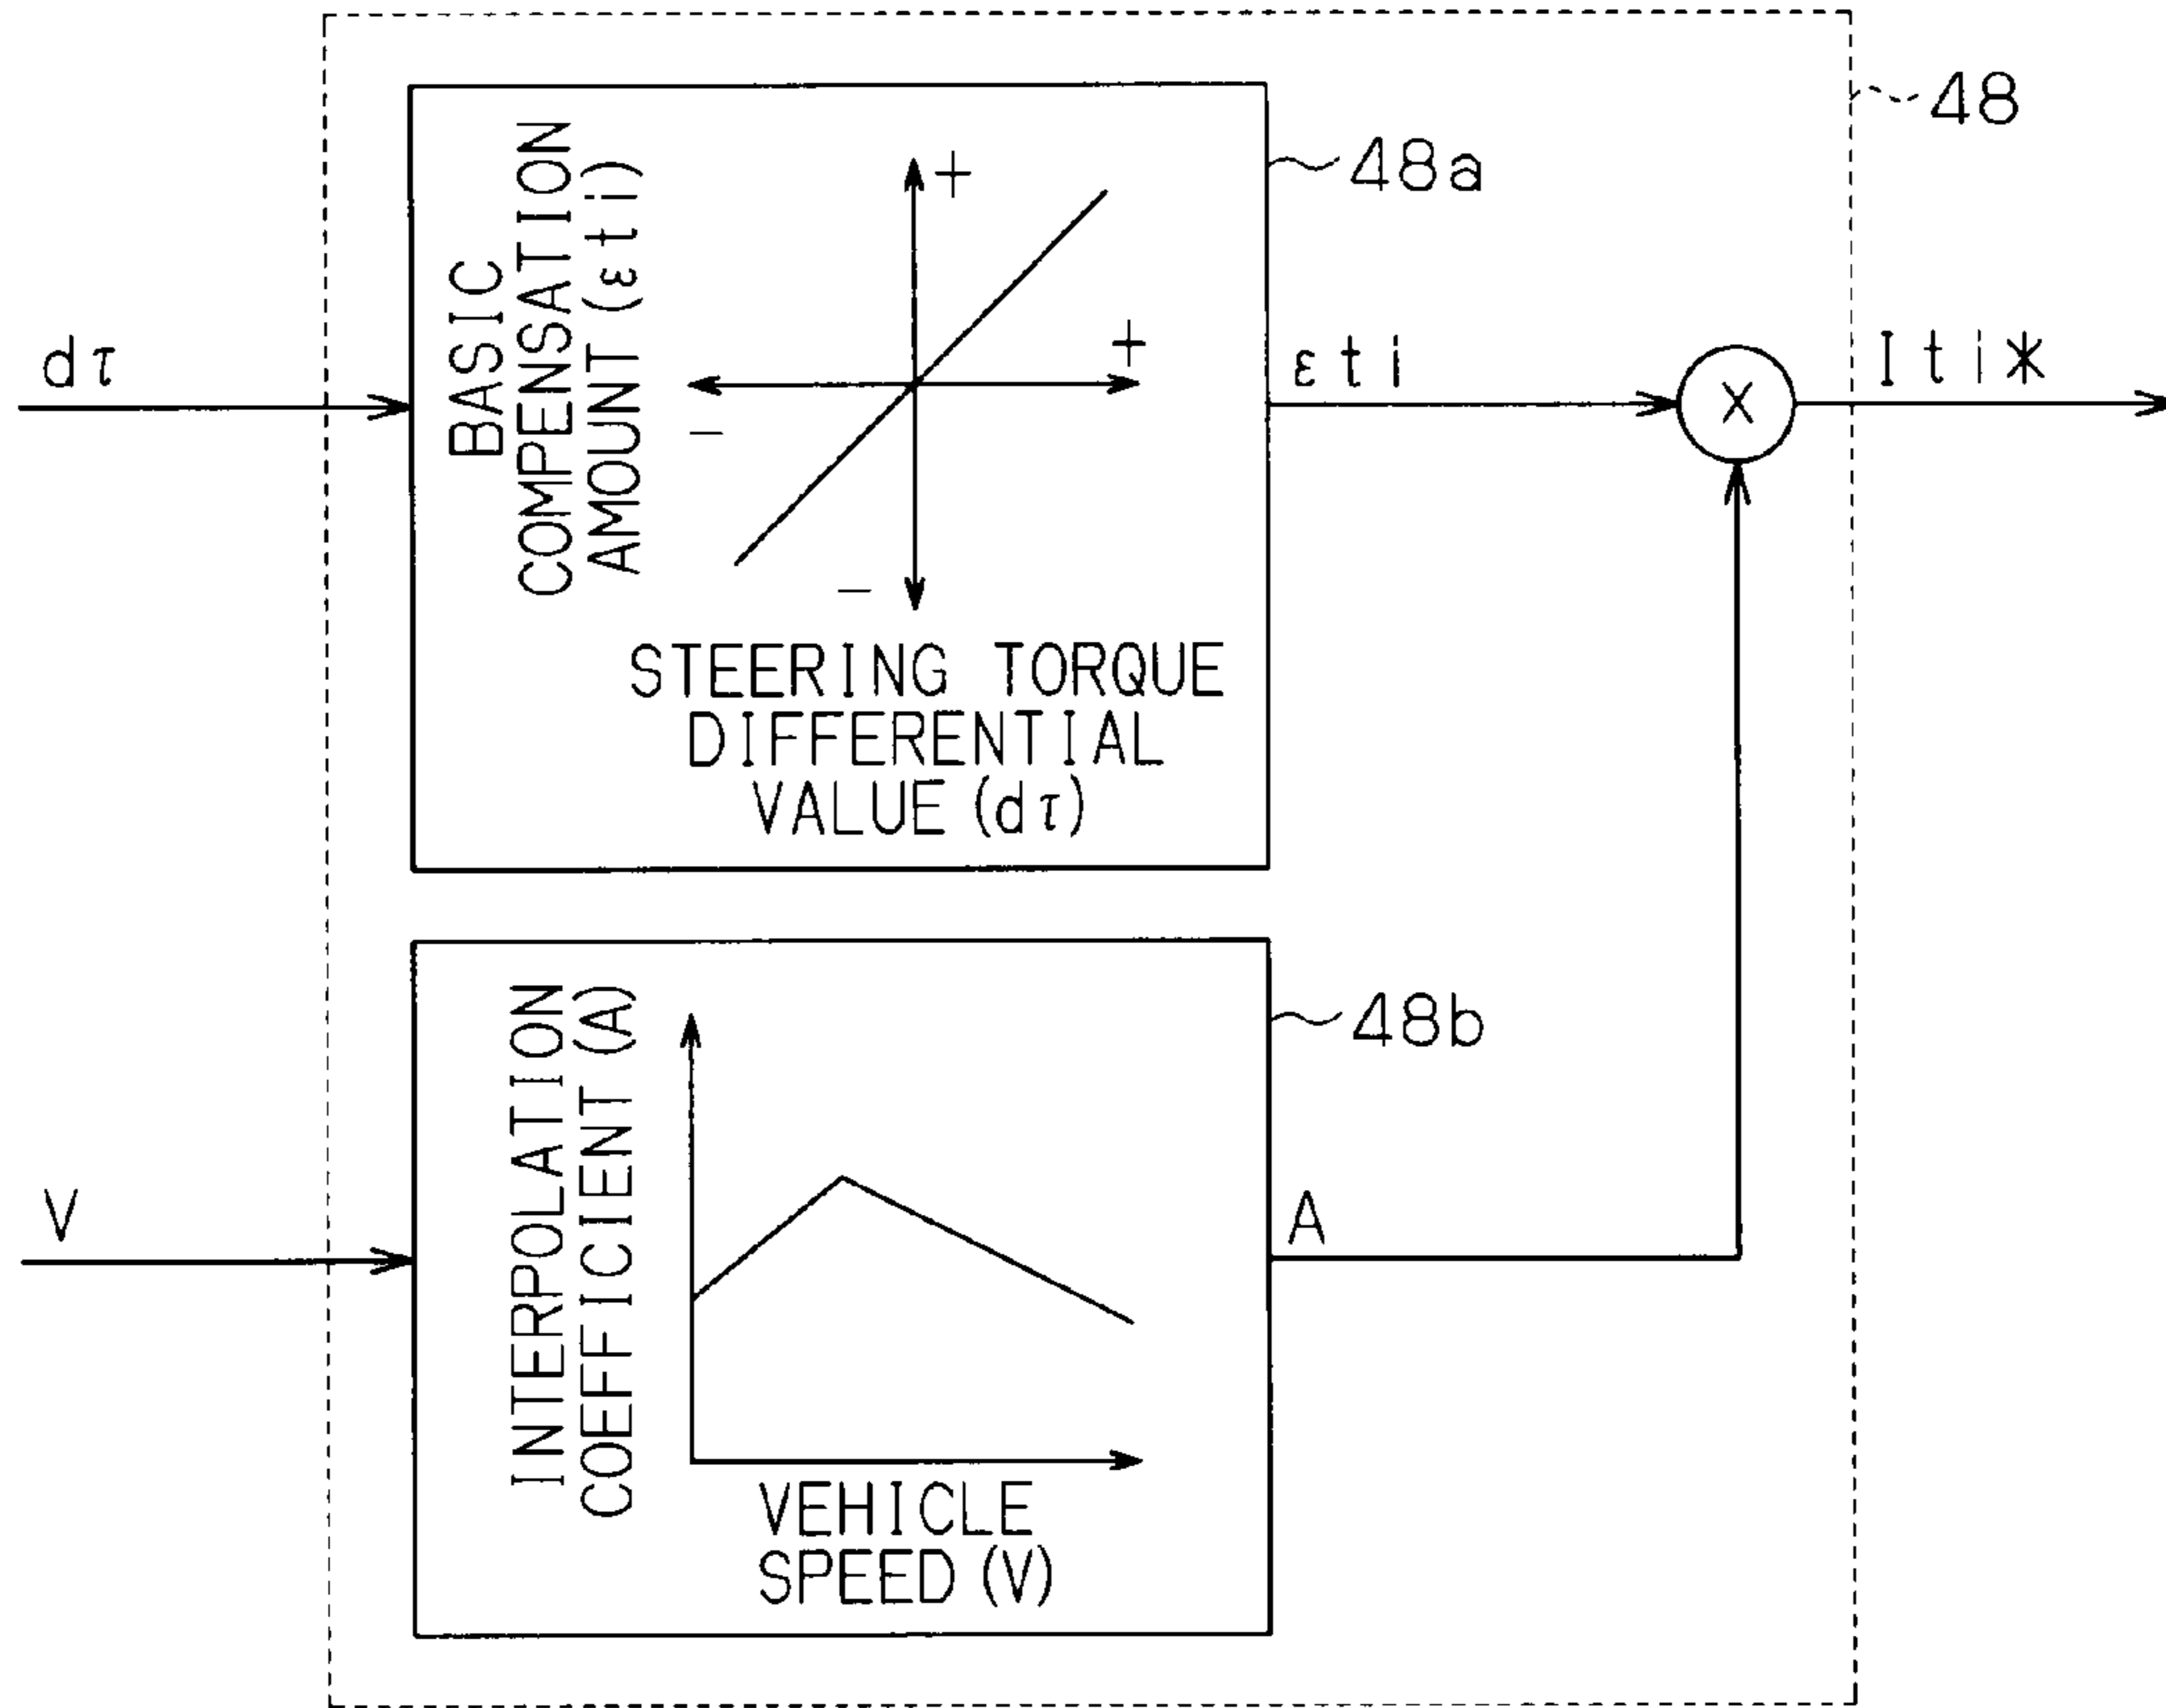 48
48a
BASIC
COMPENSATION
AMOUNT (εti)
+
+
−
−
STEERING TORQUE
DIFFERENTIAL
VALUE (dτ)
dτ
εti
X
Iti*
48b
INTERPOLATION
COEFFICIENT (A)
VEHICLE
SPEED (V)
V
A